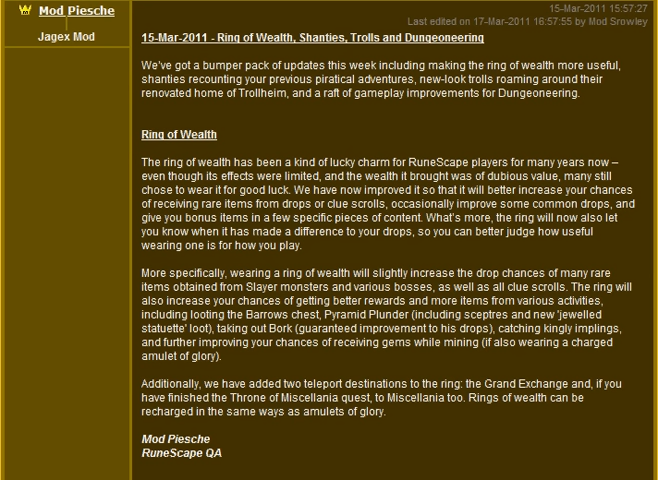 Mod Piesche
Jagex Mod
15-Mar-2011 15:57:27
Last edited on 17-Mar-2011 16:57:55 by Mod Srowley
15-Mar-2011 - Ring of Wealth, Shanties, Trolls and Dungeoneering
We've got a bumper pack of updates this week including making the ring of wealth more useful,
shanties recounting your previous piratical adventures, new-look trolls roaming around their
renovated home of Trollheim, and a raft of gameplay improvements for Dungeoneering.
Ring of Wealth
The ring of wealth has been a kind of lucky charm for RuneScape players for many years now –
even though its effects were limited, and the wealth it brought was of dubious value, many still
chose to wear it for good luck. We have now improved it so that it will better increase your chances
of receiving rare items from drops or clue scrolls, occasionally improve some common drops, and
give you bonus items in a few specific pieces of content. What's more, the ring will now also let
you know when it has made a difference to your drops, so you can better judge how useful
wearing one is for how you play.
More specifically, wearing a ring of wealth will slightly increase the drop chances of many rare
items obtained from Slayer monsters and various bosses, as well as all clue scrolls. The ring will
also increase your chances of getting better rewards and more items from various activities,
including looting the Barrows chest, Pyramid Plunder (including sceptres and new 'jewelled
statuette' loot), taking out Bork (guaranteed improvement to his drops), catching kingly implings,
and further improving your chances of receiving gems while mining (if also wearing a charged
amulet of glory).
Additionally, we have added two teleport destinations to the ring: the Grand Exchange and, if you
have finished the Throne of Miscellania quest, to Miscellania too. Rings of wealth can be
recharged in the same ways as amulets of glory.
Mod Piesche
RuneScape QA